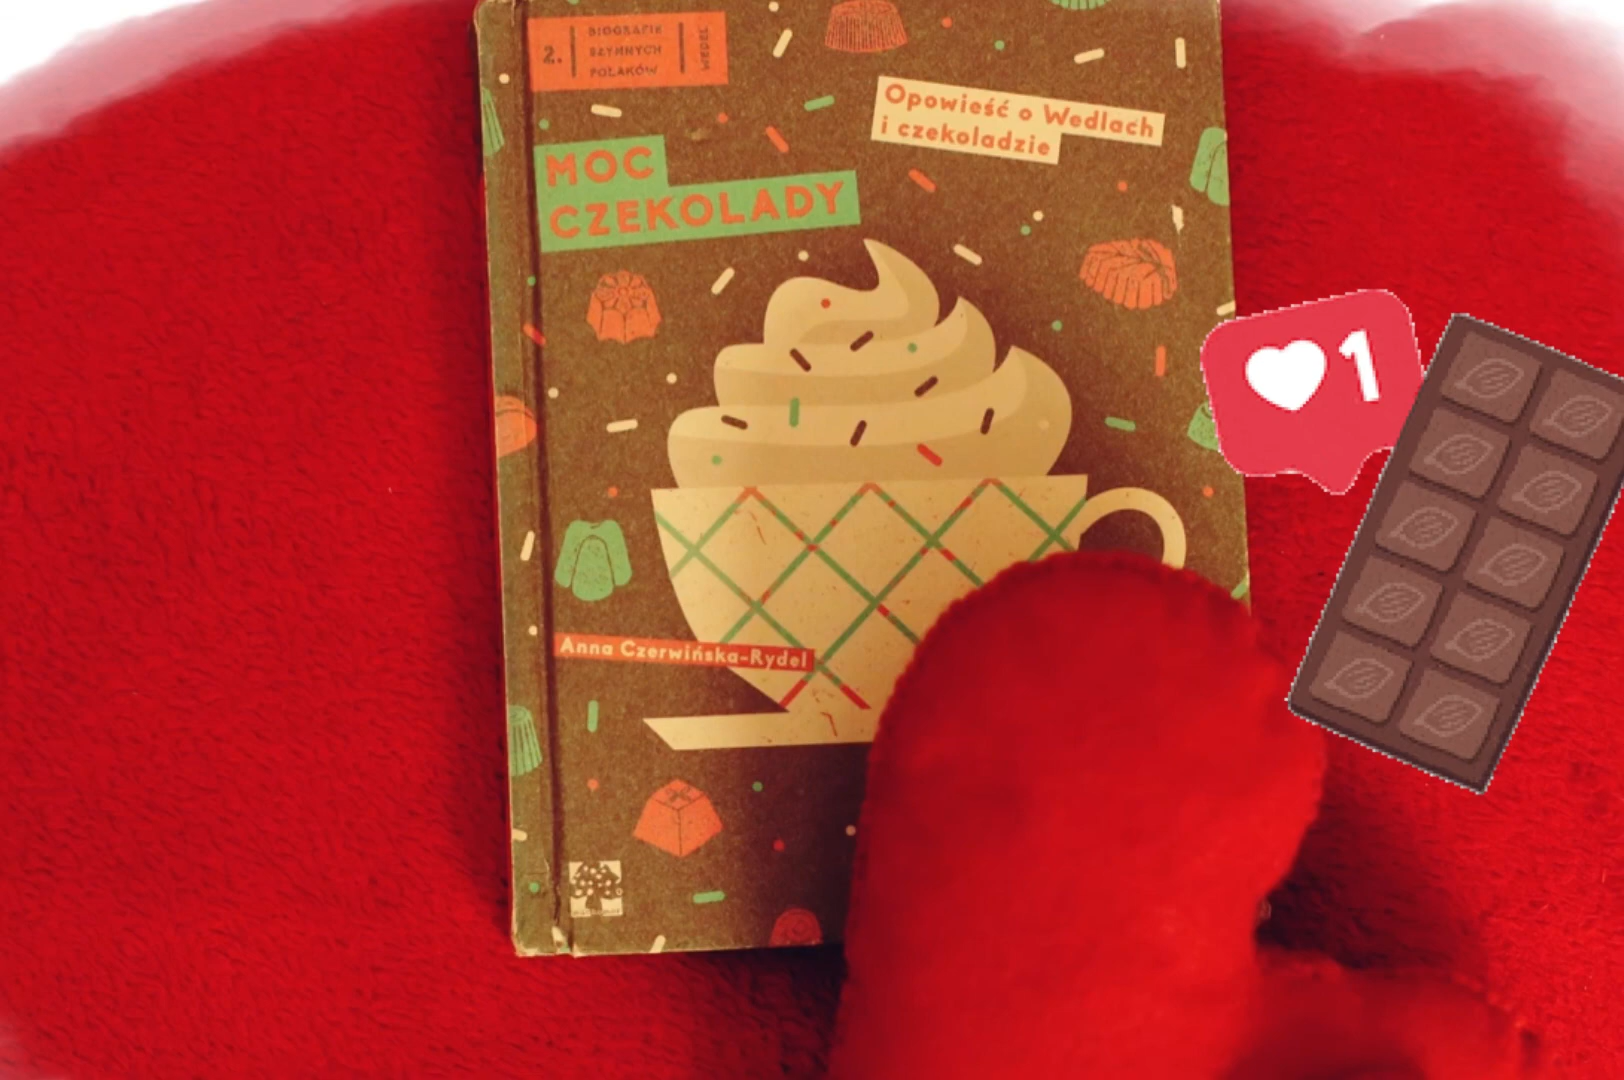 2.
BIOGRAFIE
SŁYNNYCH
POLAKÓW
WEDEL
Opowieść o Wedlach
i czekoladzie
MOC
CZEKOLADY
1
Anna Czerwińska-Rydel